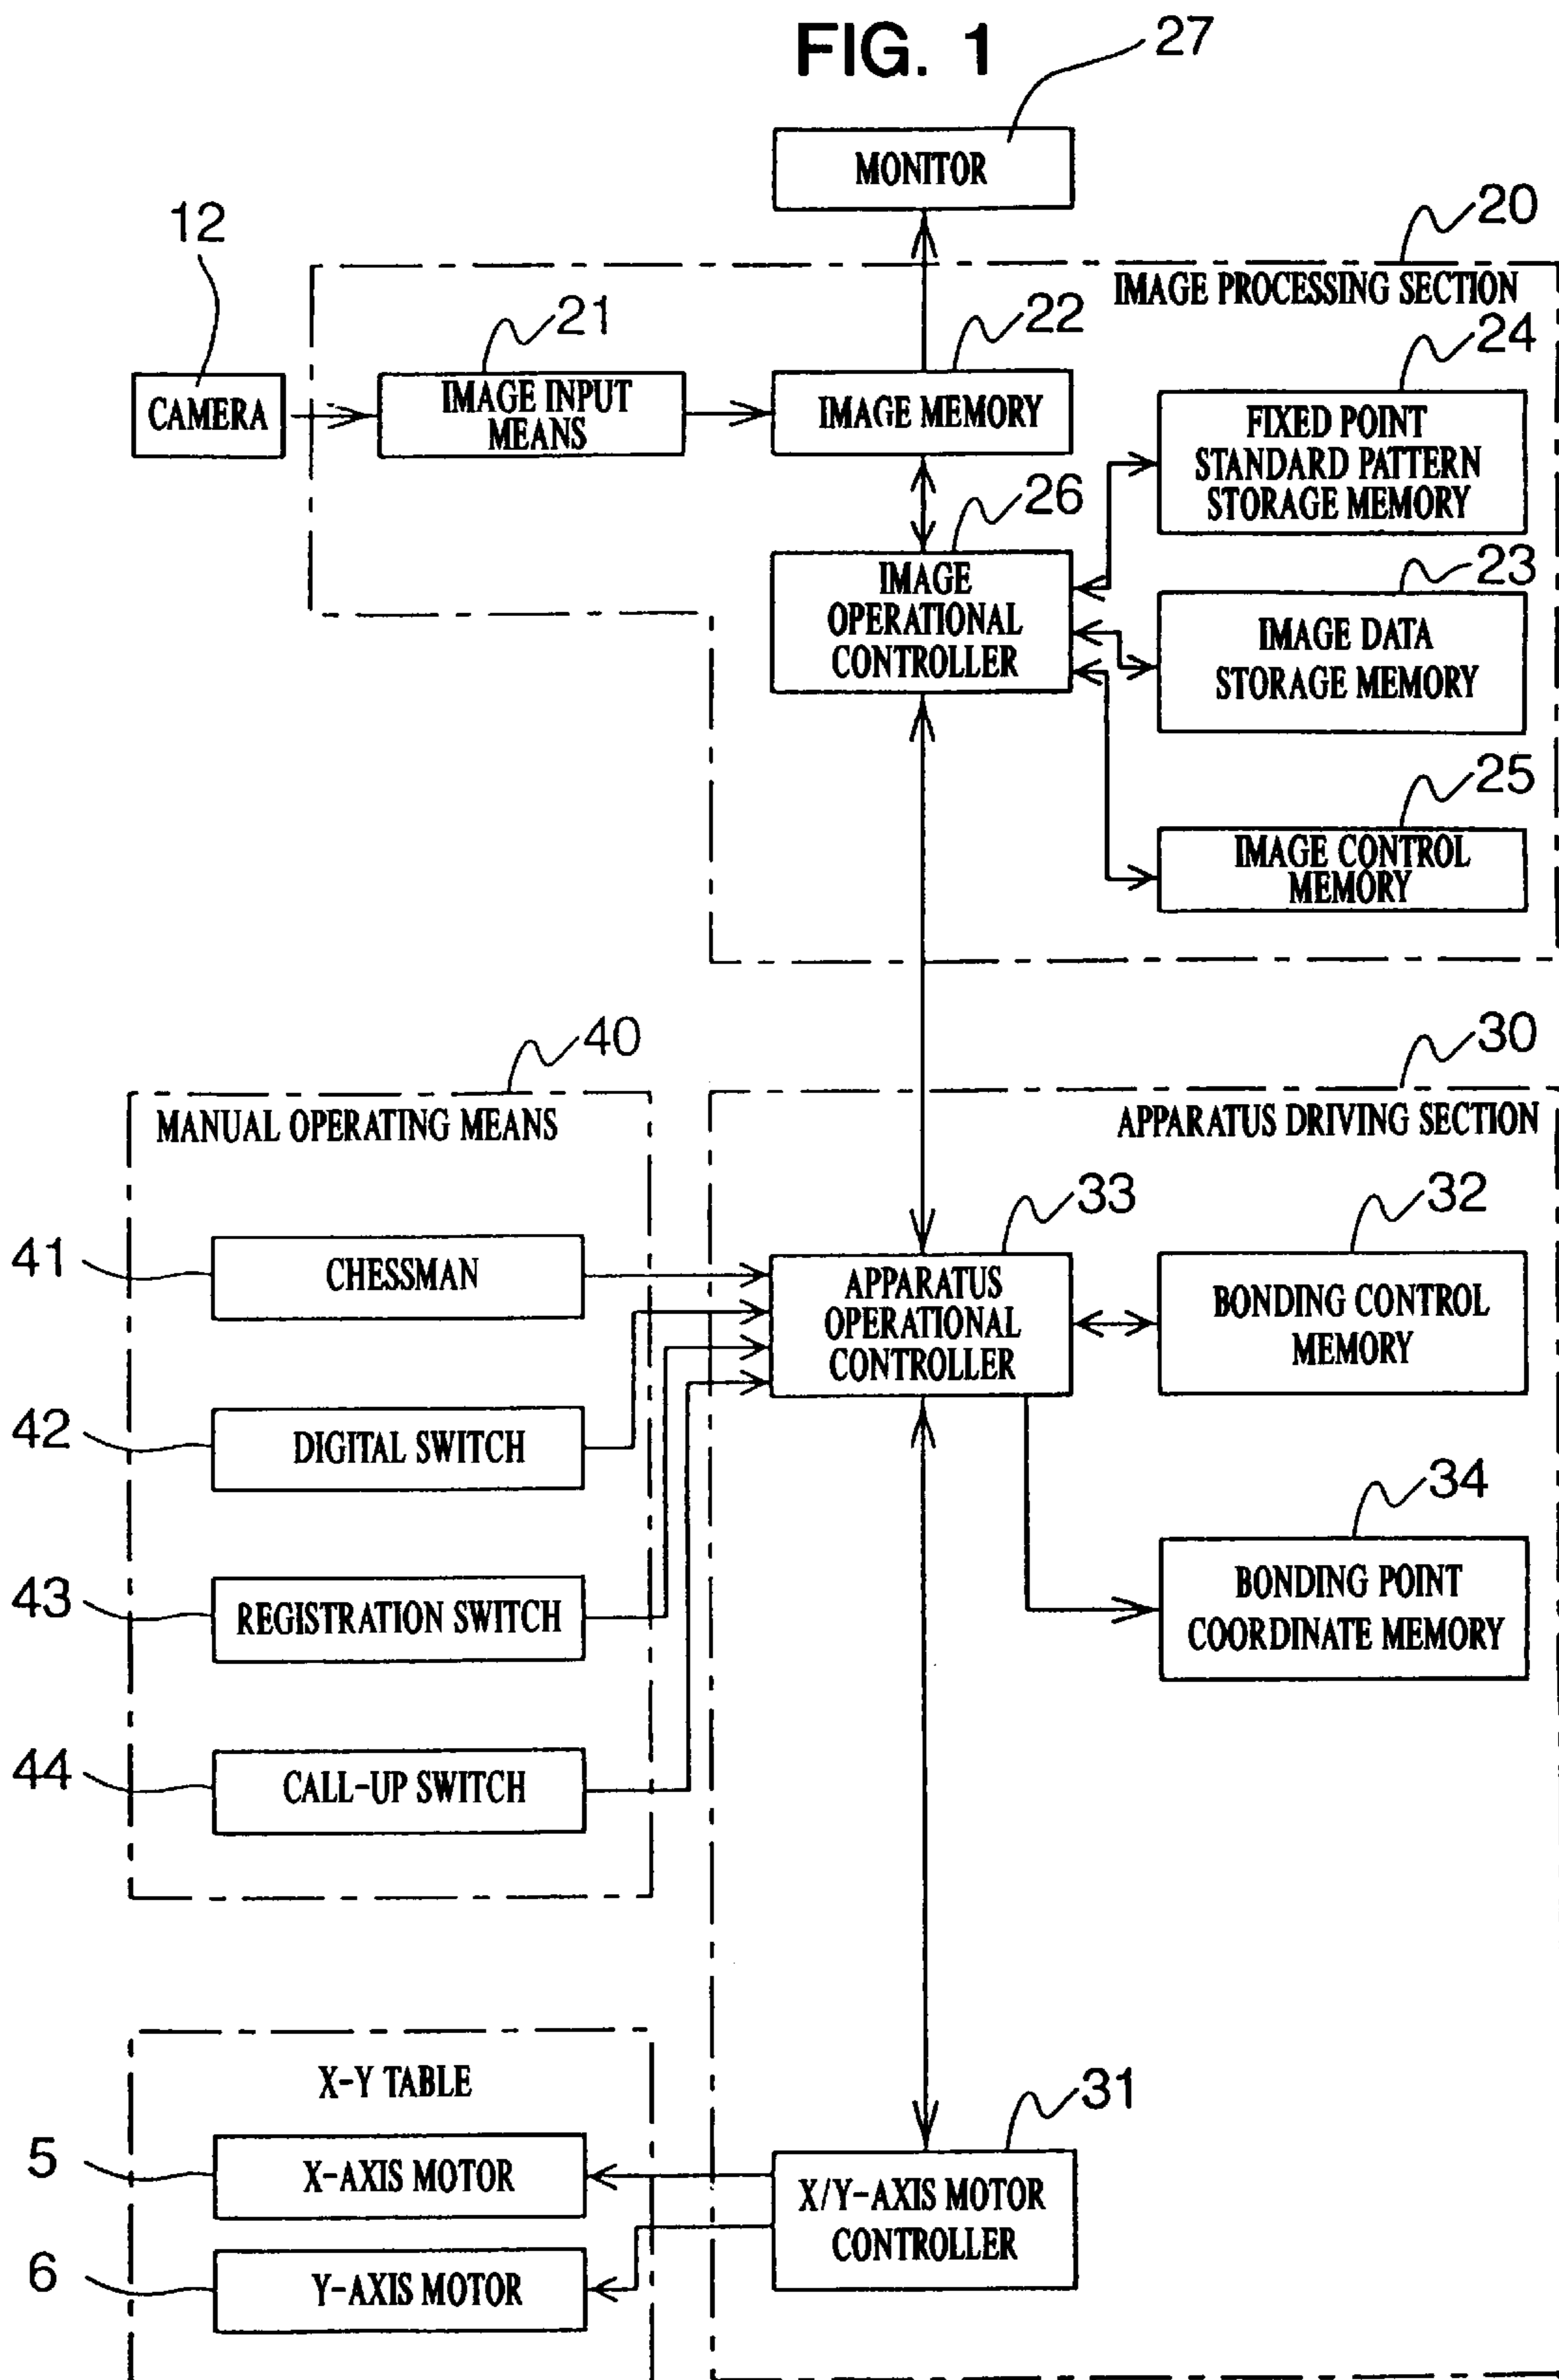 FIG. 1
27
MONITOR
20
12
IMAGE PROCESSING SECTION
21
22
24
CAMERA
IMAGE INPUT
MEANS
IMAGE MEMORY
FIXED POINT
STANDARD PATTERN
STORAGE MEMORY
26
IMAGE
OPERATIONAL
CONTROLLER
23
IMAGE DATA
STORAGE MEMORY
25
IMAGE CONTROL
MEMORY
40
30
MANUAL OPERATING MEANS
APPARATUS DRIVING SECTION
33
32
41
CHESSMAN
APPARATUS
OPERATIONAL
CONTROLLER
BONDING CONTROL
MEMORY
42
DIGITAL SWITCH
34
43
REGISTRATION SWITCH
BONDING POINT
COORDINATE MEMORY
44
CALL-UP SWITCH
X-Y TABLE
31
5
X-AXIS MOTOR
X/Y-AXIS MOTOR
CONTROLLER
6
Y-AXIS MOTOR